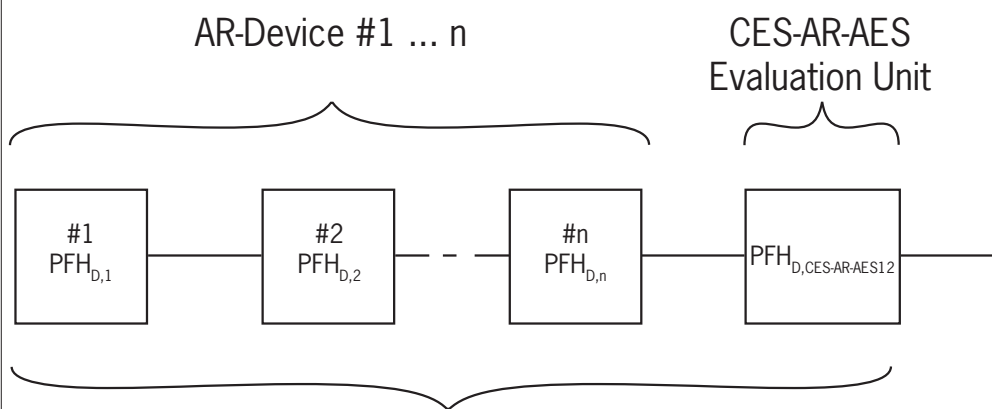 AR-Device #1 ... n
CES-AR-AES
Evaluation Unit
#1
PFHD,1
#2
PFHD,2
#n
PFHD,n
PFHD,CES-AR-AES12